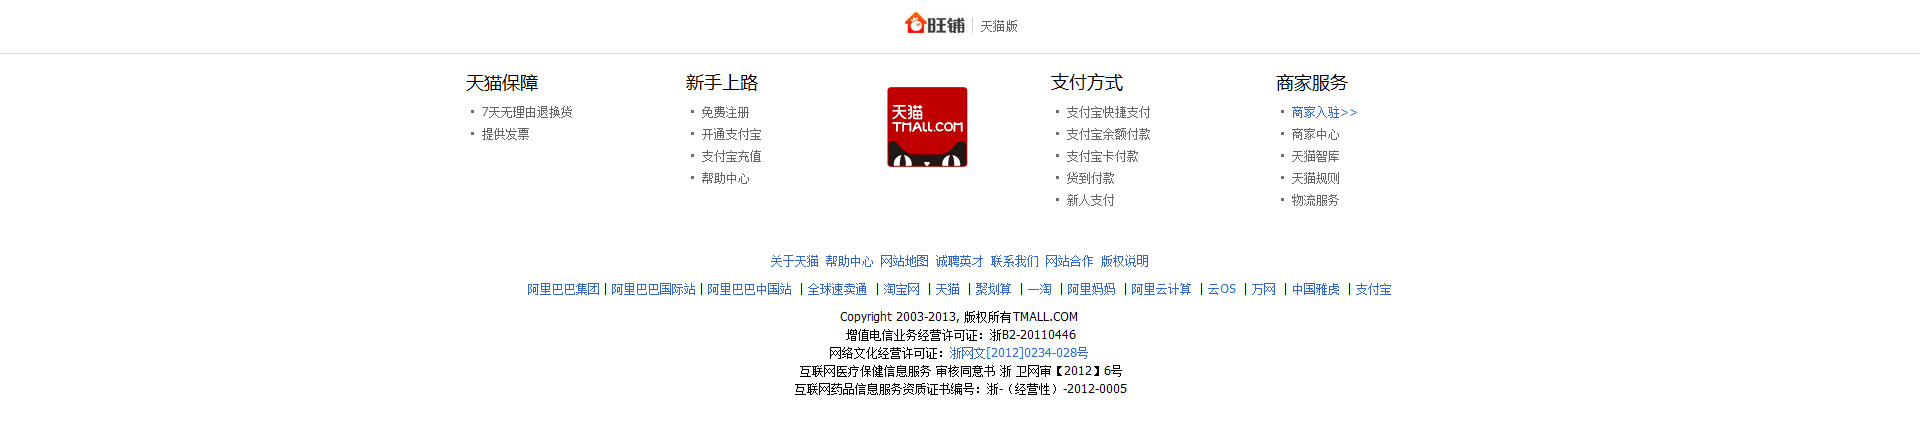 旺铺 天猫版
天猫保障
7天无理由退换货
提供发票
新手上路
免费注册
开通支付宝
支付宝充值
帮助中心
天猫
TMALL.COM
支付方式
支付宝快捷支付
支付宝余额付款
支付宝卡付款
货到付款
新人支付
商家服务
商家入驻>>
商家中心
天猫智库
天猫规则
物流服务
关于天猫 帮助中心 网站地图 诚聘英才 联系我们 网站合作 版权说明
阿里巴巴集团|阿里巴巴国际站|阿里巴巴中国站 |全球速卖通 |淘宝网 |天猫 |聚划算 |一淘 |阿里妈妈 |阿里云计算 |云OS |万网 |中国雅虎 |支付宝
Copyright 2003-2013, 版权所有TMALL.COM
增值电信业务经营许可证：浙B2-20110446
网络文化经营许可证：浙网文[2012]0234-028号
互联网医疗保健信息服务 审核同意书 浙 卫网审【2012】6号
互联网药品信息服务资质证书编号：浙-（经营性）-2012-0005